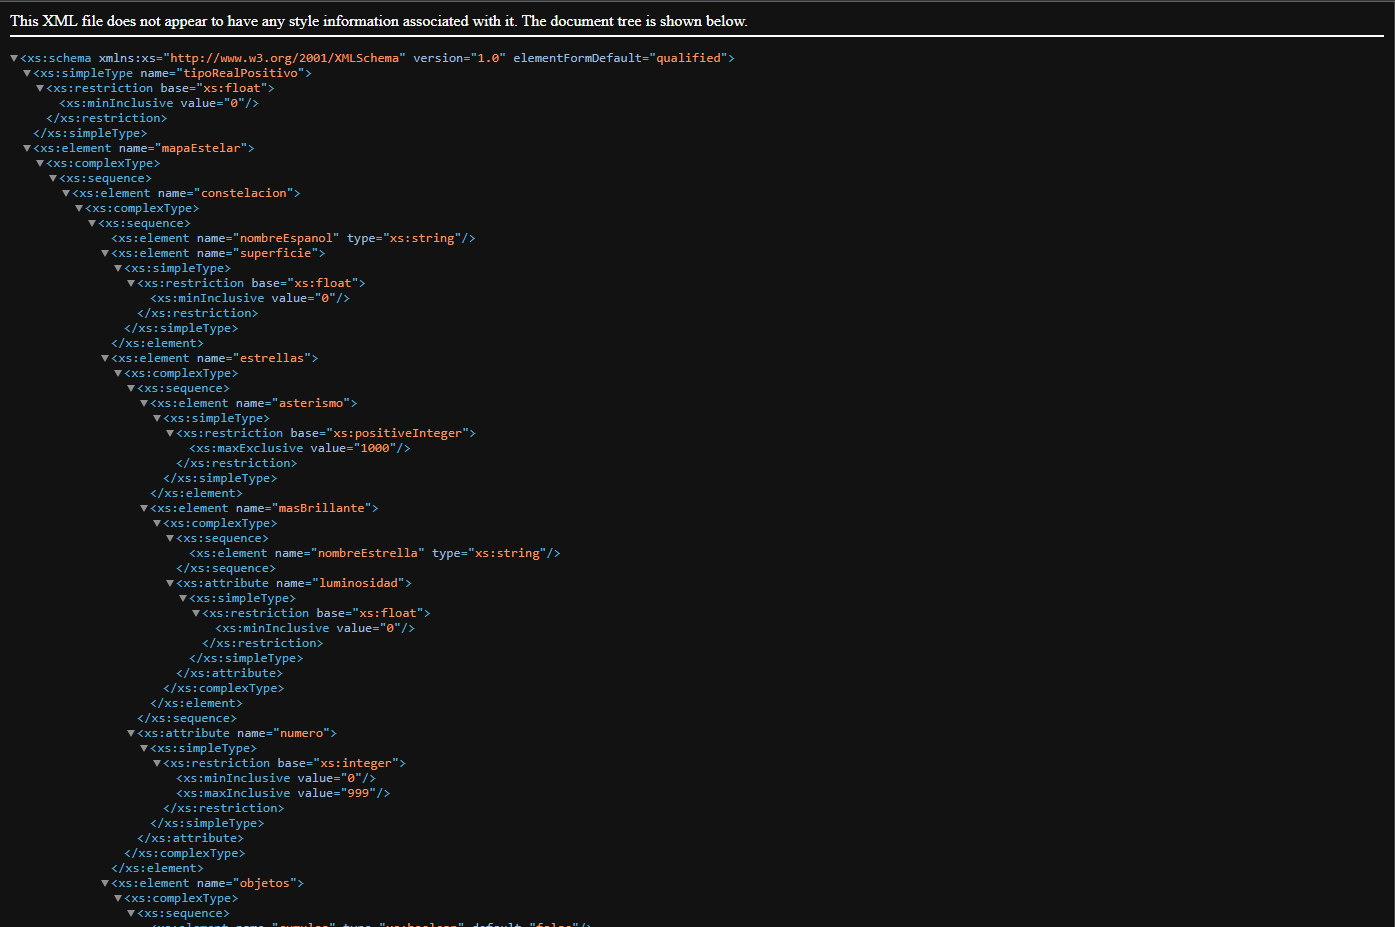 This XML file does not appear to have any style information associated with it. The document tree is shown below.
<xs:schema xmlns:xs="http://www.w3.org/2001/XMLSchema" version="1.0" elementFormDefault="qualified">
<xs:simpleType name="tipoRealPositivo">
<xs:restriction base="xs:float">
<xs:minInclusive value="0"/>
</xs:restriction>
</xs:simpleType>
<xs:element name="mapaEstelar">
<xs:complexType>
<xs:sequence>
<xs:element name="constelacion">
<xs:complexType>
<xs:sequence>
<xs:element name="nombreEspanol" type="xs:string"/>
<xs:element name="superficie">
<xs:simpleType>
<xs:restriction base="xs:float">
<xs:minInclusive value="0"/>
</xs:restriction>
</xs:simpleType>
</xs:element>
<xs:element name="estrellas">
<xs:complexType>
<xs:sequence>
<xs:element name="asterismo">
<xs:simpleType>
<xs:restriction base="xs:positiveInteger">
<xs:maxExclusive value="1000"/>
</xs:restriction>
</xs:simpleType>
</xs:element>
<xs:element name="masBrillante">
<xs:complexType>
<xs:sequence>
<xs:element name="nombreEstrella" type="xs:string"/>
</xs:sequence>
<xs:attribute name="luminosidad">
<xs:simpleType>
<xs:restriction base="xs:float">
<xs:minInclusive value="0"/>
</xs:restriction>
</xs:simpleType>
</xs:attribute>
</xs:complexType>
</xs:element>
</xs:sequence>
<xs:attribute name="numero">
<xs:simpleType>
<xs:restriction base="xs:integer">
<xs:minInclusive value="0"/>
<xs:maxInclusive value="999"/>
</xs:restriction>
</xs:simpleType>
</xs:attribute>
</xs:complexType>
</xs:element>
<xs:element name="objetos">
<xs:complexType>
<xs:sequence>